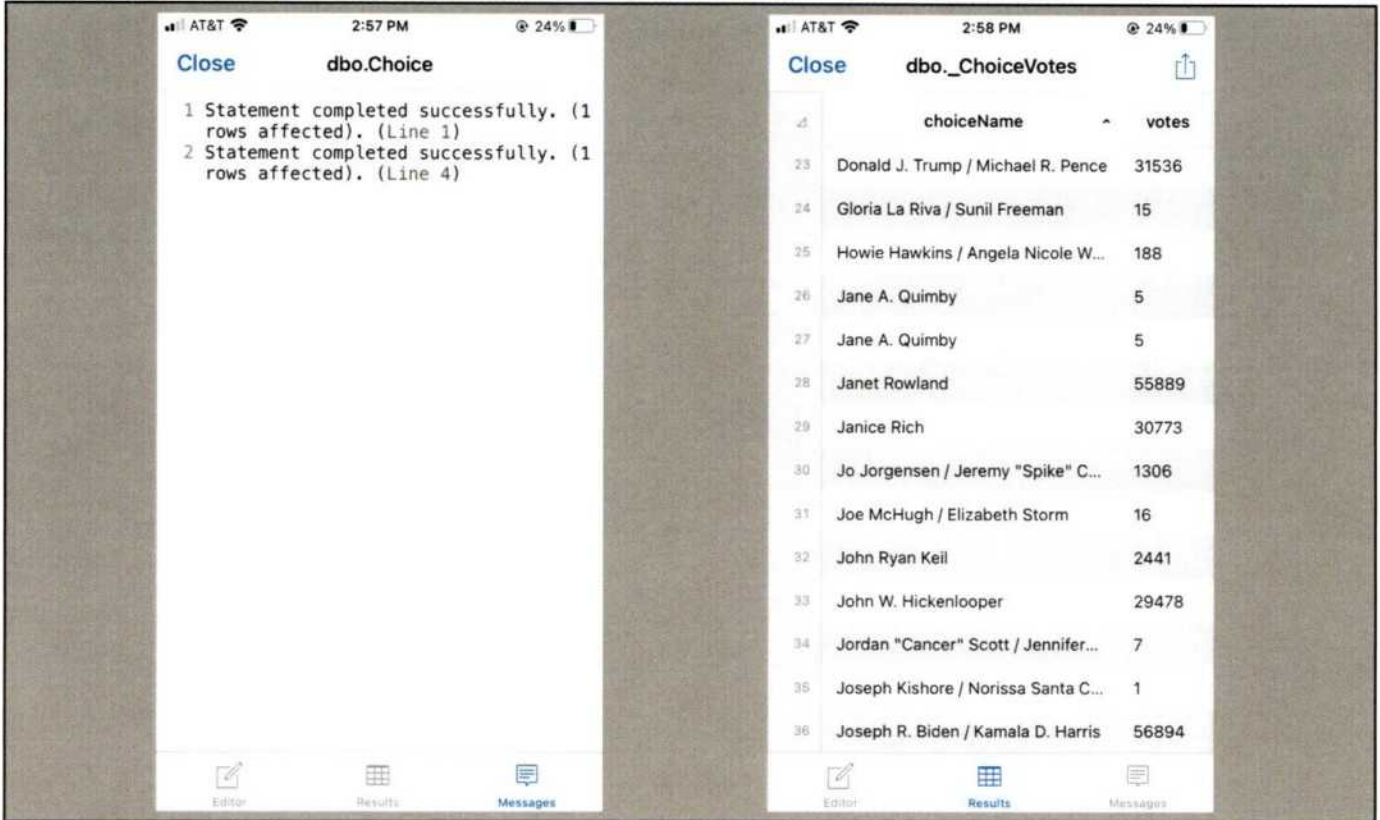 AT&T 2:57 PM 24%
Close dbo.Choice
1 Statement completed successfully. (1
rows affected). (Line 1)
2 Statement completed successfully. (1
rows affected). (Line 4)
Editor Results Messages
AT&T 2:58 PM 24%
Close dbo._ChoiceVotes
choiceName votes
23 Donald J. Trump / Michael R. Pence 31536
24 Gloria La Riva / Sunil Freeman 15
25 Howie Hawkins / Angela Nicole W... 188
26 Jane A. Quimby 5
27 Jane A. Quimby 5
28 Janet Rowland 55889
29 Janice Rich 30773
30 Jo Jorgensen / Jeremy "Spike" C... 1306
31 Joe McHugh / Elizabeth Storm 16
32 John Ryan Keil 2441
33 John W. Hickenlooper 29478
34 Jordan "Cancer" Scott / Jennifer... 7
35 Joseph Kishore / Norissa Santa C... 1
36 Joseph R. Biden / Kamala D. Harris 56894
Editor Results Messages